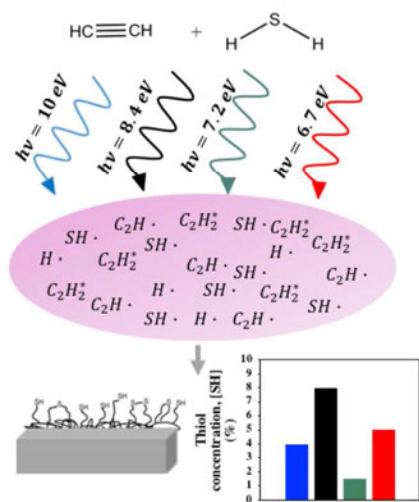 HC≡CH + H S H
hν = 10 eV hν = 8.4 eV hν = 7.2 eV hν = 6.7 eV
C₂H · C₂H₂* SH · C₂H₂*
SH · SH · H · C₂H₂*
H · C₂H₂* C₂H · SH · C₂H ·
C₂H₂* H · SH · C₂H₂*
C₂H · SH ·
SH · H · C₂H ·
Thiol
concentration, [SH]
(%)
10
9
8
7
6
5
4
3
2
1
0
SH S SH SH S S S SH